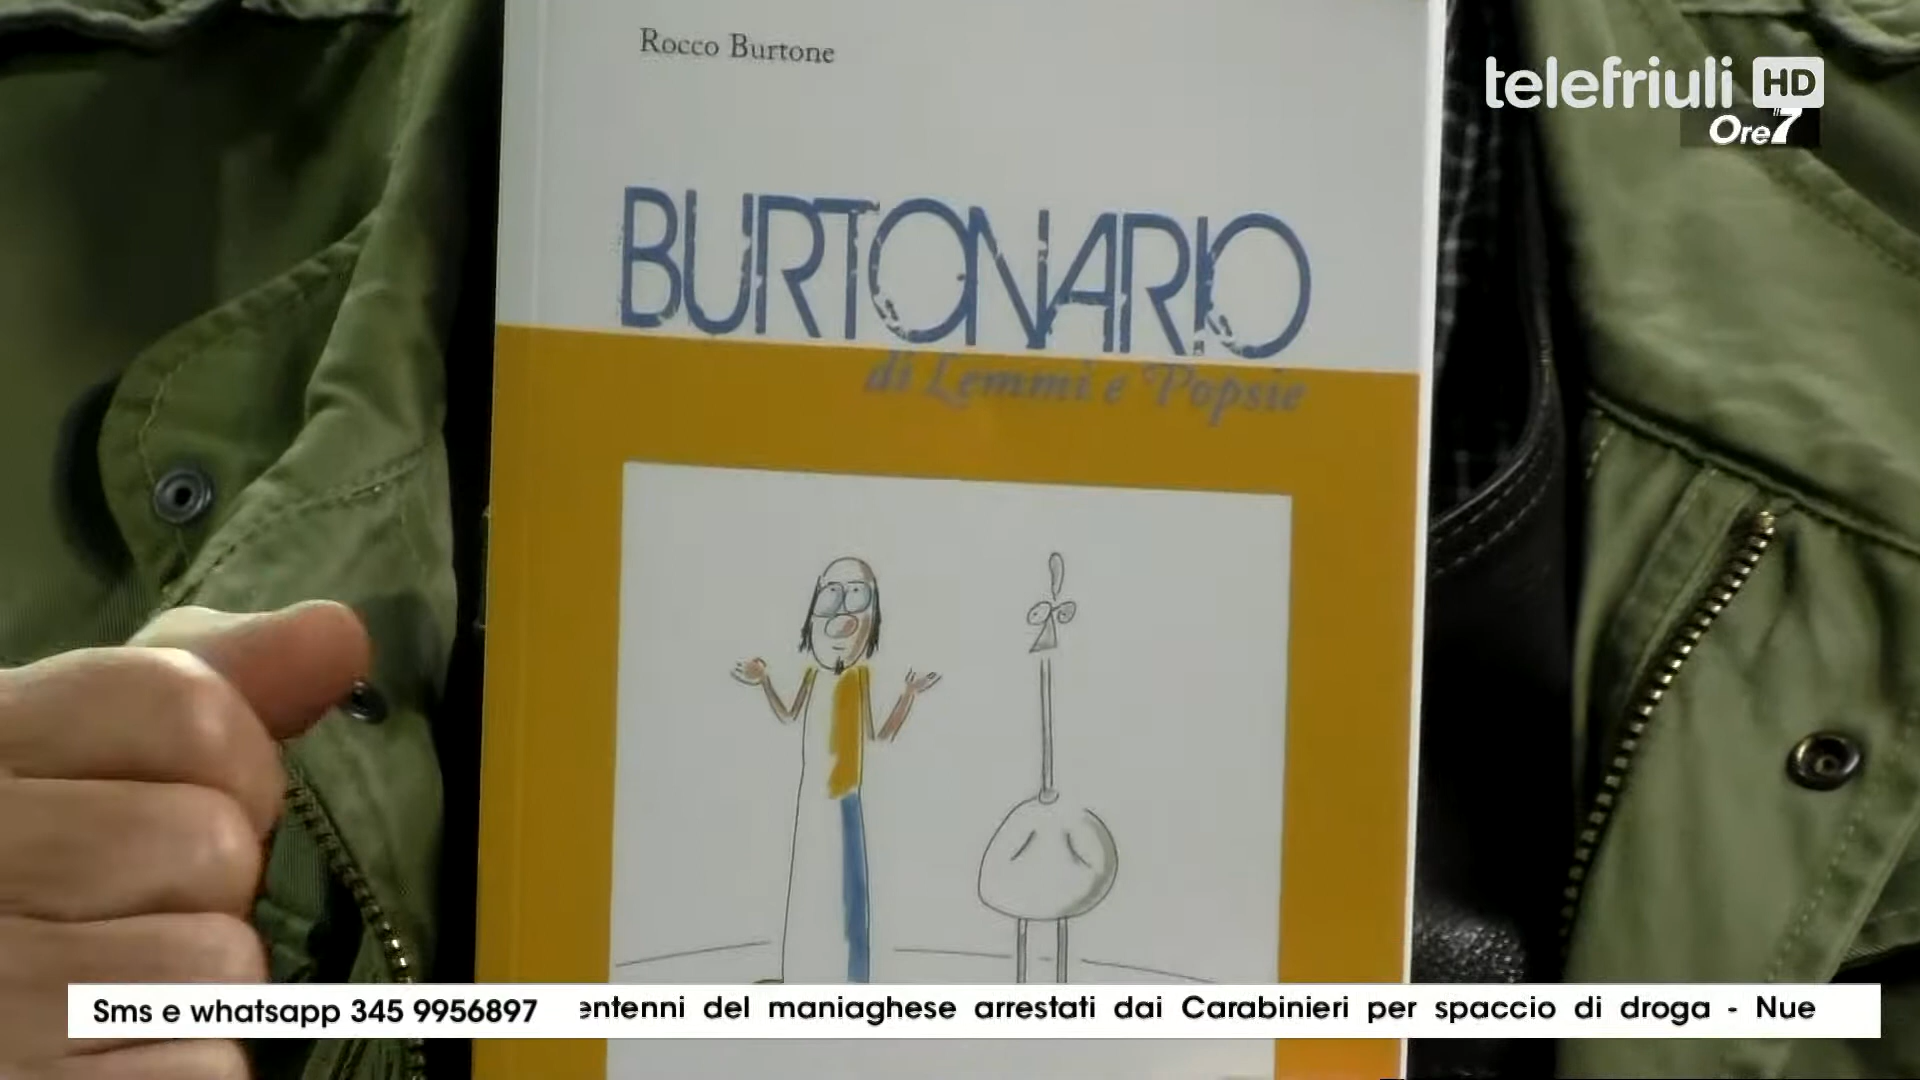 Rocco Burtone
telefriuli HD
Ore7
BURTONARIO
di Lemmi e Popsie
Sms e whatsapp 345 9956897
entenni del maniaghese arrestati dai Carabinieri per spaccio di droga - Nue